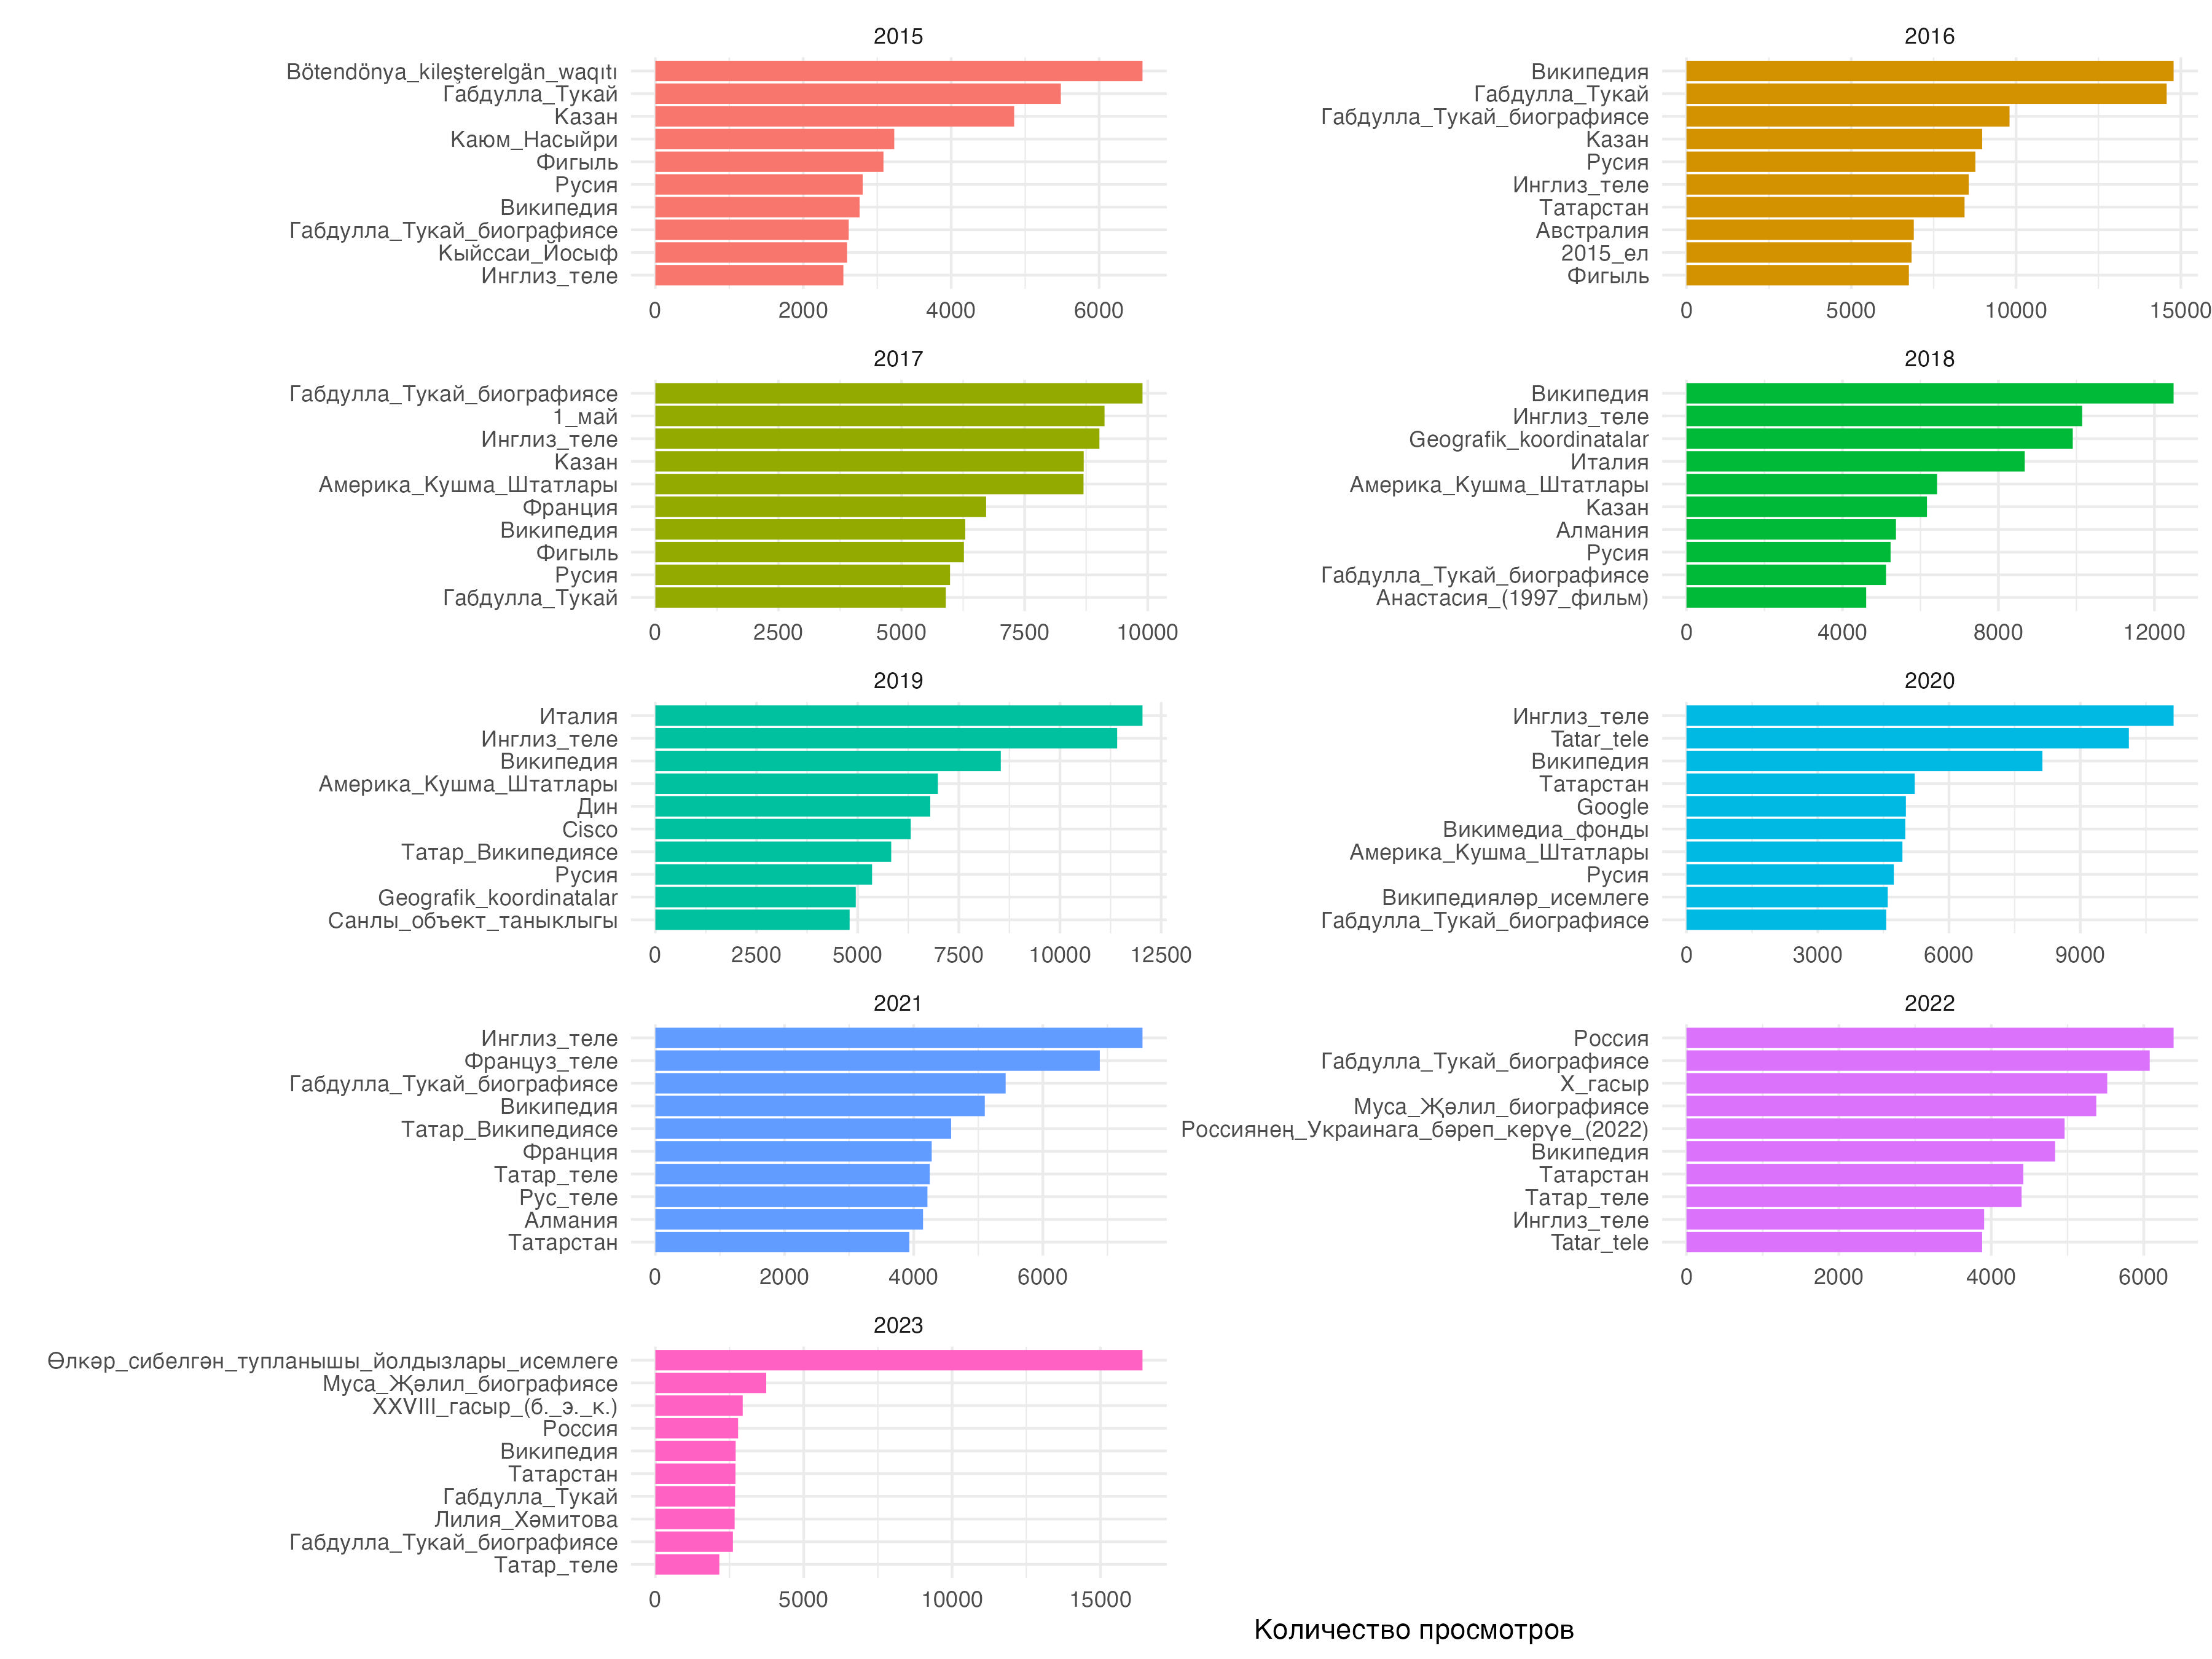 2015
Bötendönya_kileşterelgän_waqıtı
Габдулла_Тукай
Казан
Каюм_Насыйри
Фигыль
Русия
Википедия
Габдулла_Тукай_биографиясе
Кыйссаи_Йосыф
Инглиз_теле
0 2000 4000 6000
2016
Википедия
Габдулла_Тукай
Габдулла_Тукай_биографиясе
Казан
Русия
Инглиз_теле
Татарстан
Австралия
2015_ел
Фигыль
0 5000 10000 15000
2017
Габдулла_Тукай_биографиясе
1_май
Инглиз_теле
Казан
Америка_Кушма_Штатлары
Франция
Википедия
Фигыль
Русия
Габдулла_Тукай
0 2500 5000 7500 10000
2018
Википедия
Инглиз_теле
Geografik_koordinatalar
Италия
Америка_Кушма_Штатлары
Казан
Алмания
Русия
Габдулла_Тукай_биографиясе
Анастасия_(1997_фильм)
0 4000 8000 12000
2019
Италия
Инглиз_теле
Википедия
Америка_Кушма_Штатлары
Дин
Cisco
Татар_Википедиясе
Русия
Geografik_koordinatalar
Санлы_объект_таныклыгы
0 2500 5000 7500 10000 12500
2020
Инглиз_теле
Tatar_tele
Википедия
Татарстан
Google
Викимедиа_фонды
Америка_Кушма_Штатлары
Русия
Википедияләр_исемлеге
Габдулла_Тукай_биографиясе
0 3000 6000 9000
2021
Инглиз_теле
Француз_теле
Габдулла_Тукай_биографиясе
Википедия
Татар_Википедиясе
Франция
Татар_теле
Рус_теле
Алмания
Татарстан
0 2000 4000 6000
2022
Россия
Габдулла_Тукай_биографиясе
X_гасыр
Муса_Җәлил_биографиясе
Россиянең_Украинага_бәреп_керүе_(2022)
Википедия
Татарстан
Татар_теле
Инглиз_теле
Tatar_tele
0 2000 4000 6000
2023
Өлкәр_сибелгән_тупланышы_йолдызлары_исемлеге
Муса_Җәлил_биографиясе
XXVIII_гасыр_(б._э._к.)
Россия
Википедия
Татарстан
Габдулла_Тукай
Лилия_Хәмитова
Габдулла_Тукай_биографиясе
Татар_теле
0 5000 10000 15000
Количество просмотров